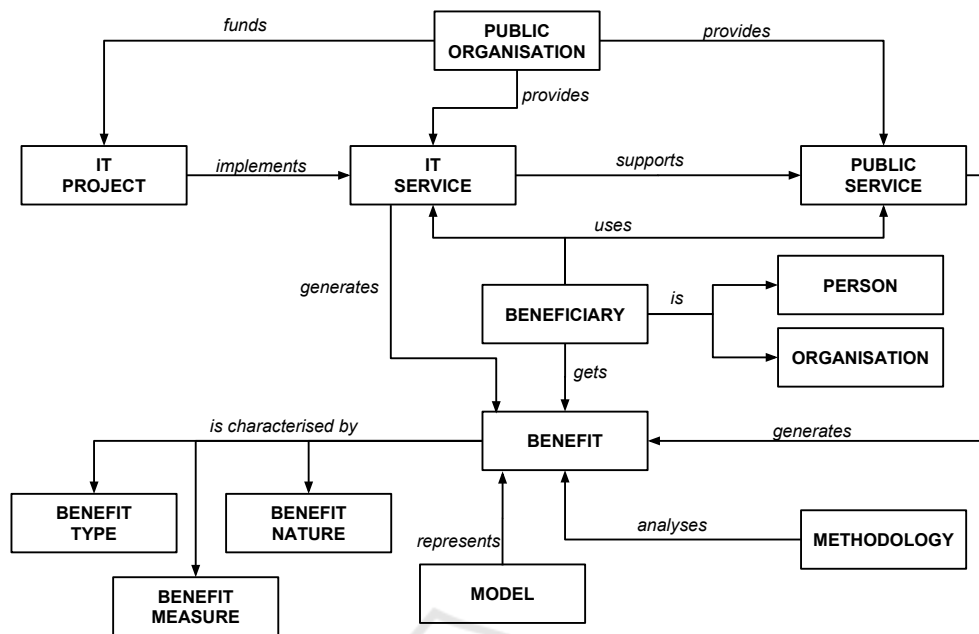 funds
PUBLIC
ORGANISATION
provides
provides
IT
PROJECT
implements
IT
SERVICE
supports
PUBLIC
SERVICE
uses
generates
BENEFICIARY
is
PERSON
ORGANISATION
gets
is characterised by
BENEFIT
generates
BENEFIT
TYPE
BENEFIT
NATURE
represents
analyses
METHODOLOGY
BENEFIT
MEASURE
MODEL